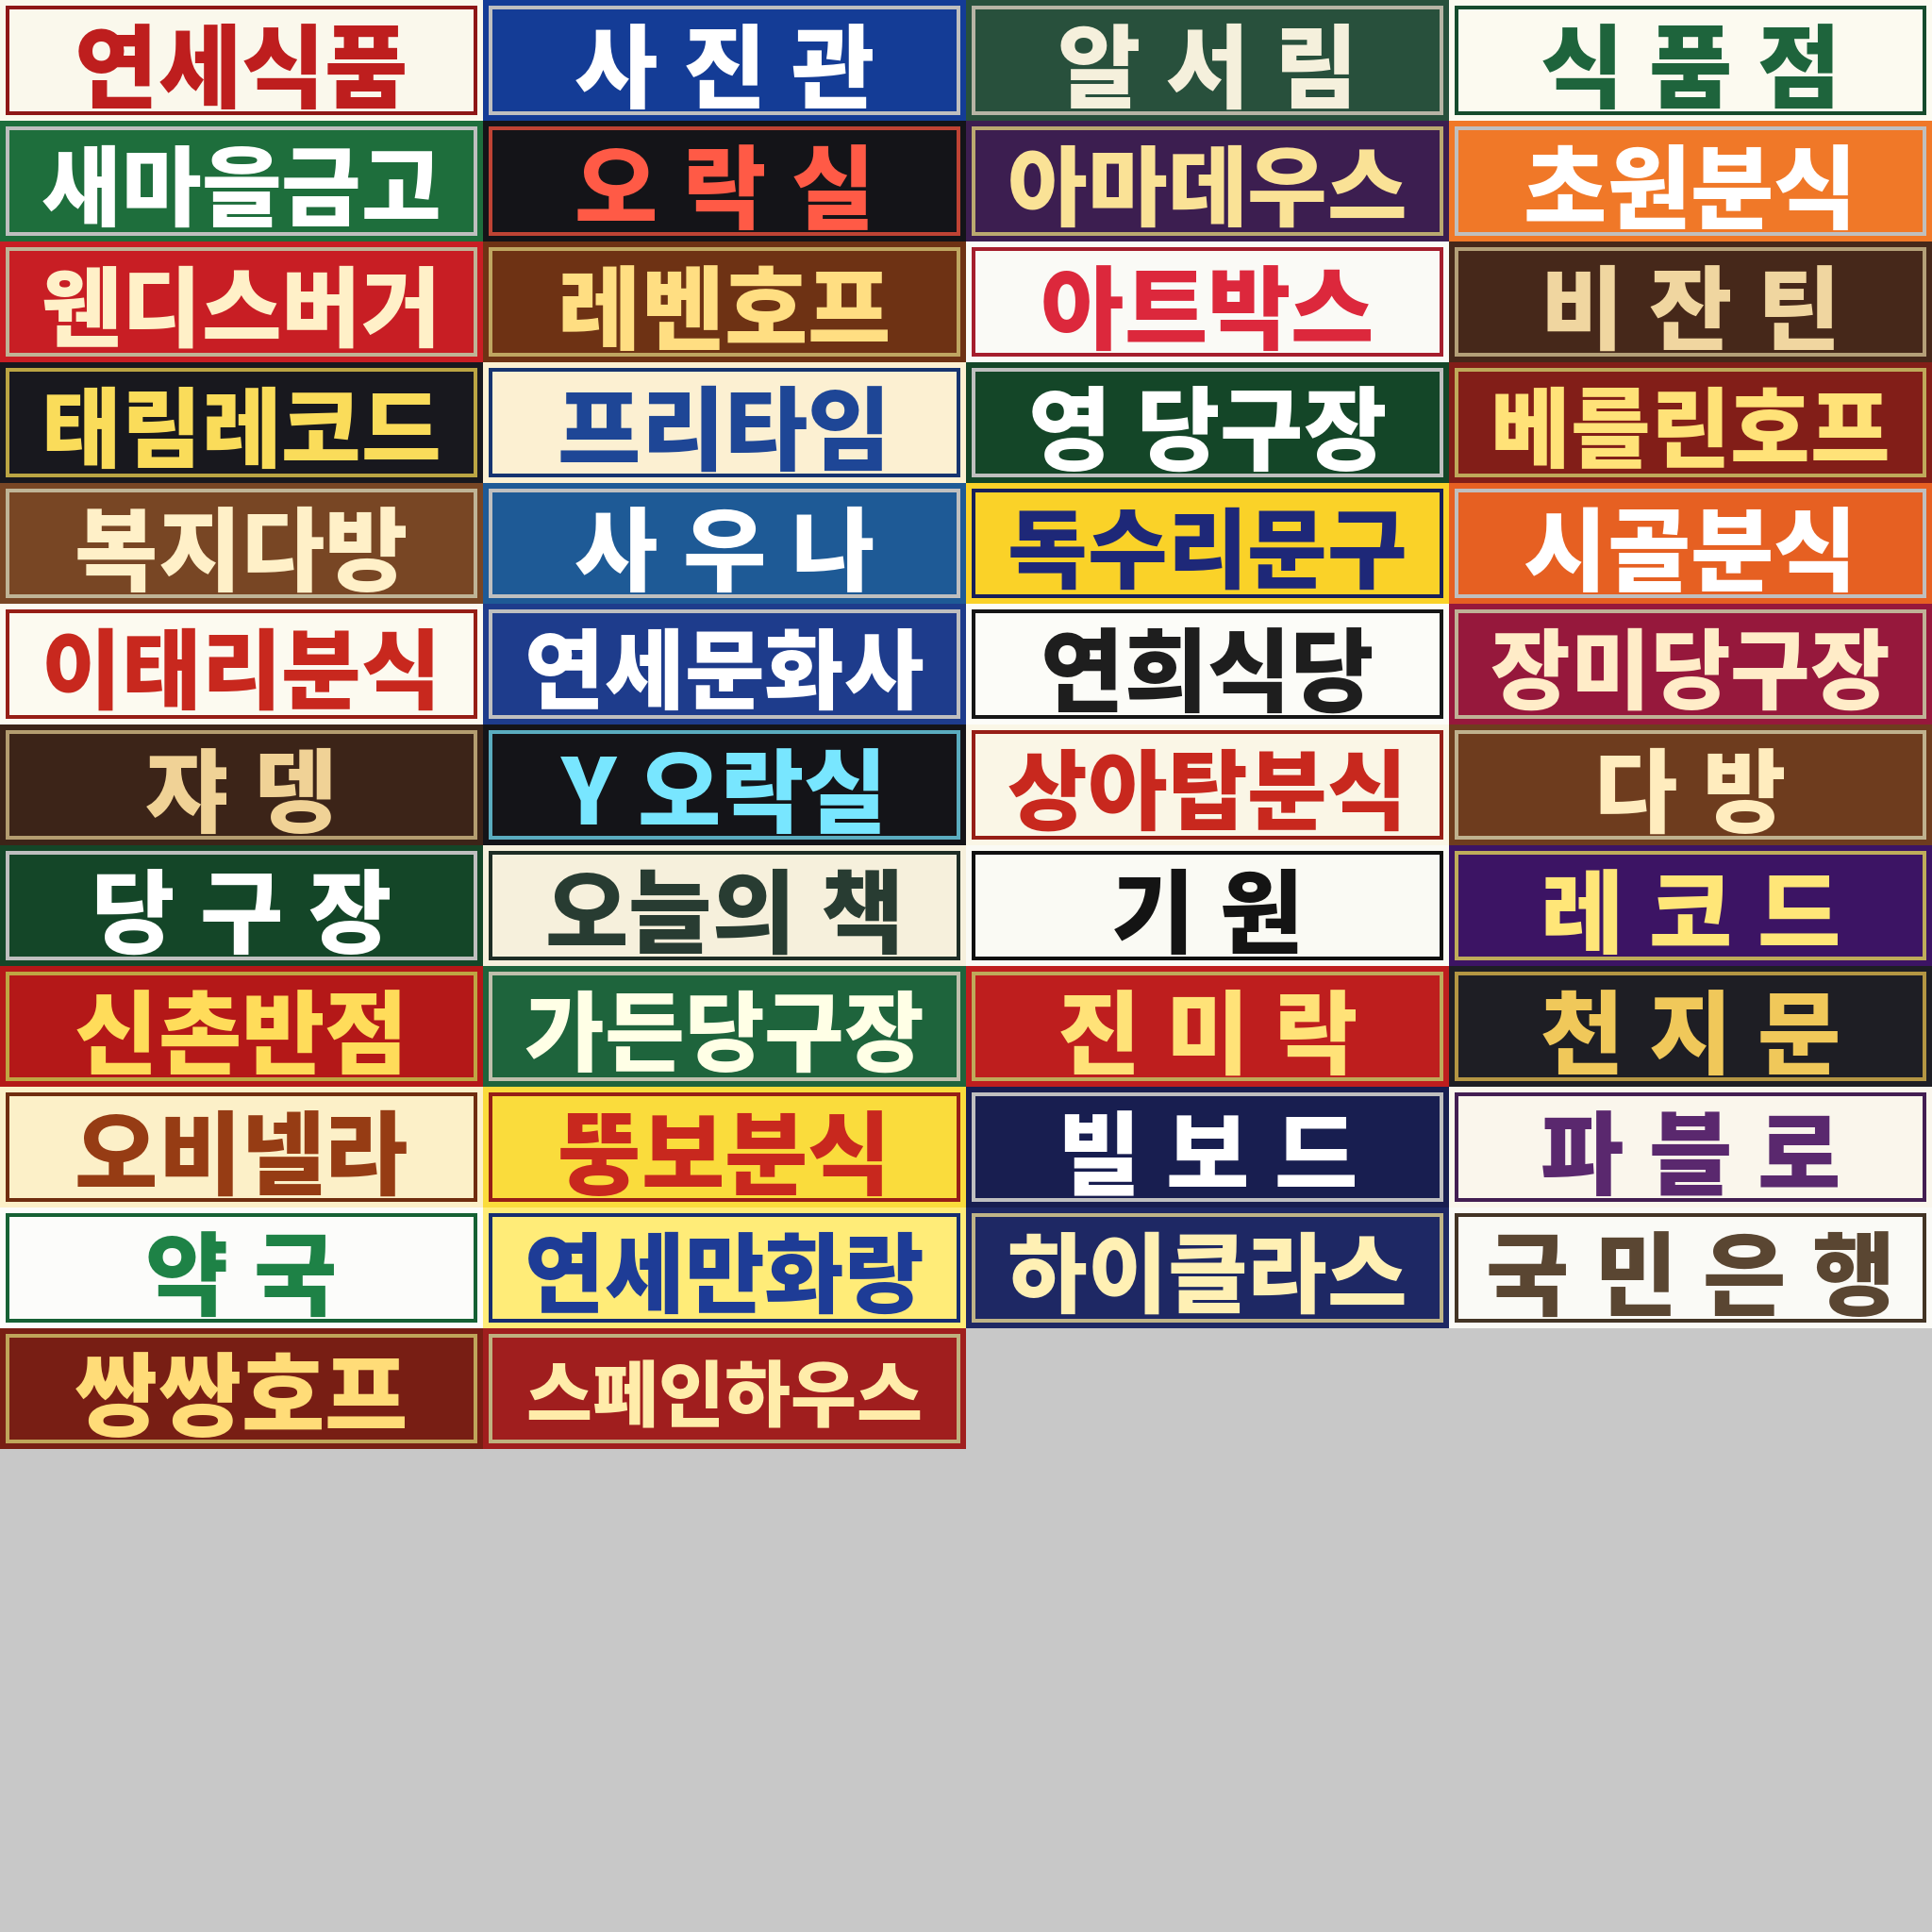 연세식품
사 진 관
알 서 림
식 품 점
새마을금고
오 락 실
아마데우스
초원분식
웬디스버거
레벤호프
아트박스
비 잔 틴
태림레코드
프리타임
영 당구장
베를린호프
복지다방
사 우 나
독수리문구
시골분식
이태리분식
연세문화사
연희식당
장미당구장
쟈 뎅
Y 오락실
상아탑분식
다 방
당 구 장
오늘의 책
기 원
레 코 드
신촌반점
가든당구장
진 미 락
천 지 문
오비넬라
뚱보분식
빌 보 드
파 블 로
약 국
연세만화랑
하이클라스
국 민 은 행
쌍쌍호프
스페인하우스